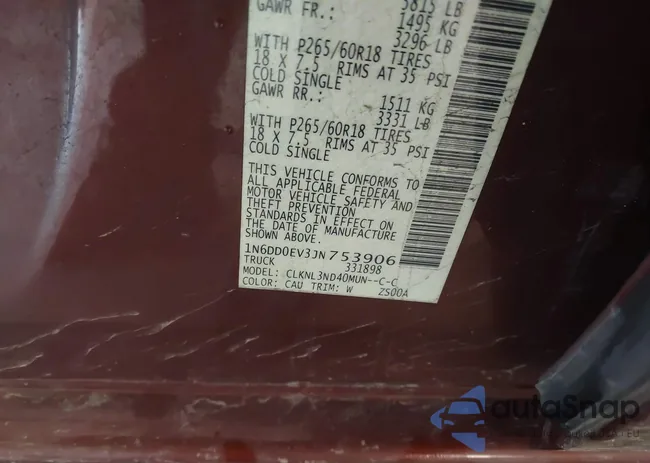 5815 LB
GAWR FR.: 1495 KG
3296 LB
WITH P265/60R18 TIRES
18 X 7.5 RIMS AT 35 PSI
COLD SINGLE
GAWR RR.: 1511 KG
3331 LB
WITH P265/60R18 TIRES
18 X 7.5 RIMS AT 35 PSI
COLD SINGLE
THIS VEHICLE CONFORMS TO
ALL APPLICABLE FEDERAL
MOTOR VEHICLE SAFETY AND
THEFT PREVENTION
STANDARDS IN EFFECT ON
THE DATE OF MANUFACTURE
SHOWN ABOVE.
1N6DD0EV3JN753906
TRUCK 331898
MODEL: CLKNL3ND40MUN--C-C
COLOR: CAU TRIM: W 2S00A
autoSnap